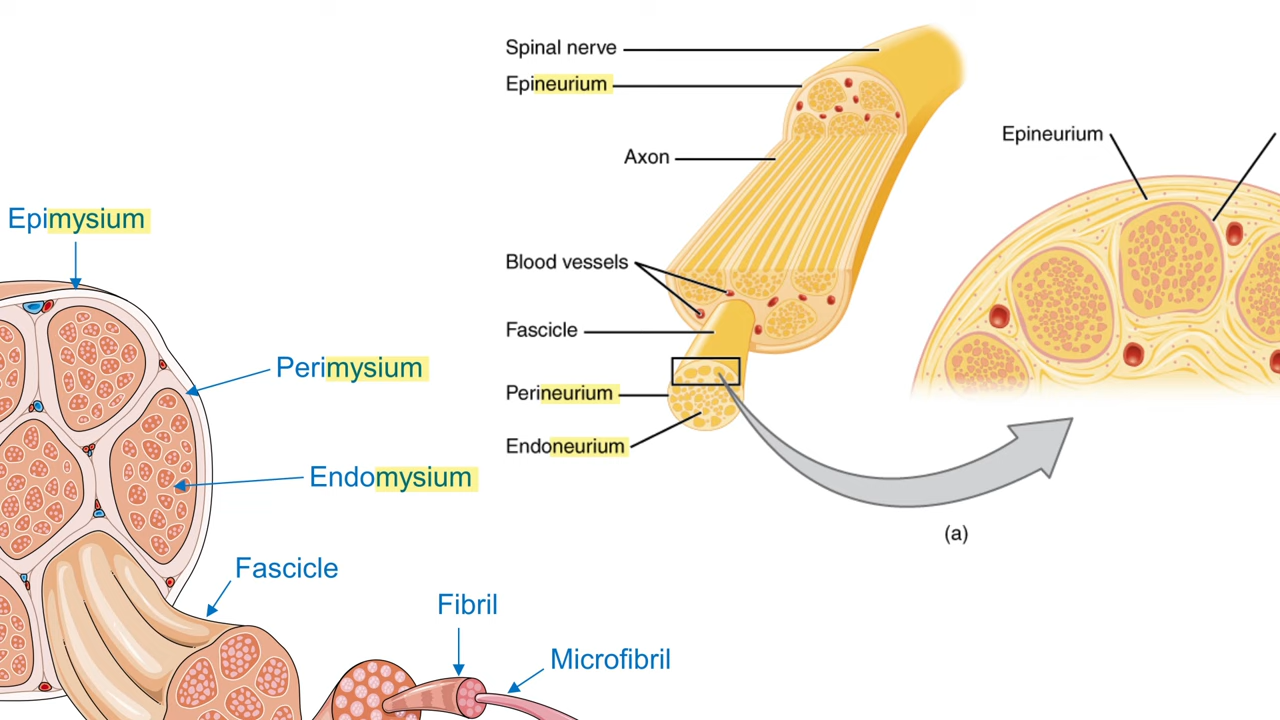 Spinal nerve
Epineurium
Axon
Blood vessels
Fascicle
Perineurium
Endoneurium
Epineurium
(a)
Epimysium
Perimysium
Endomysium
Fascicle
Fibril
Microfibril